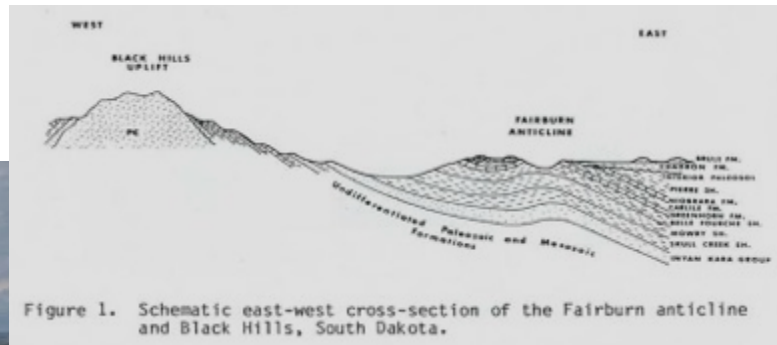 WEST
EAST
BLACK HILLS
UPLIFT
PC
FAIRBURN
ANTICLINE
BRULE FM.
CHADRON FM.
INTERIOR PALEOSOL
PIERRE SH.
NIOBRARA FM.
CARLILE FM.
GREENHORN FM.
BELLE FOURCHE SH.
MOWRY SH.
SKULL CREEK SH.
INYAN KARA GROUP
Undifferentiated Paleozoic and Mesozoic
Formations
Figure 1. Schematic east-west cross-section of the Fairburn anticline
and Black Hills, South Dakota.